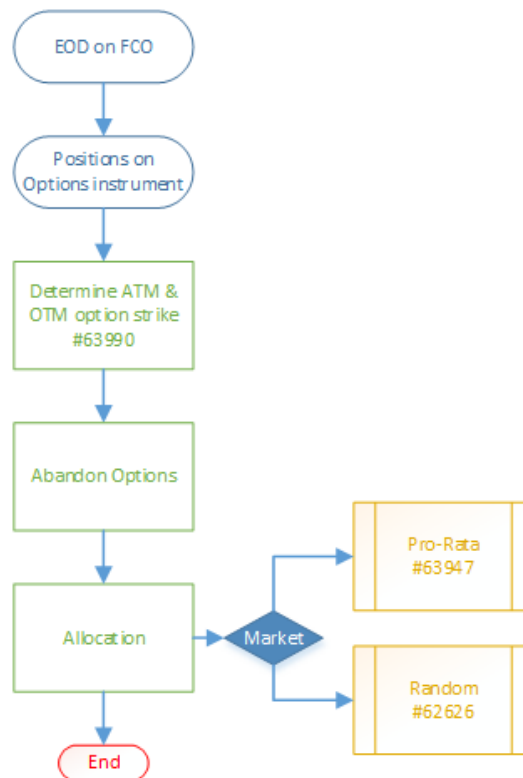 EOD on FCO
Positions on
Options instrument
Determine ATM &
OTM option strike
#63990
Abandon Options
Pro-Rata
#63947
Allocation
Market
Random
#62626
End